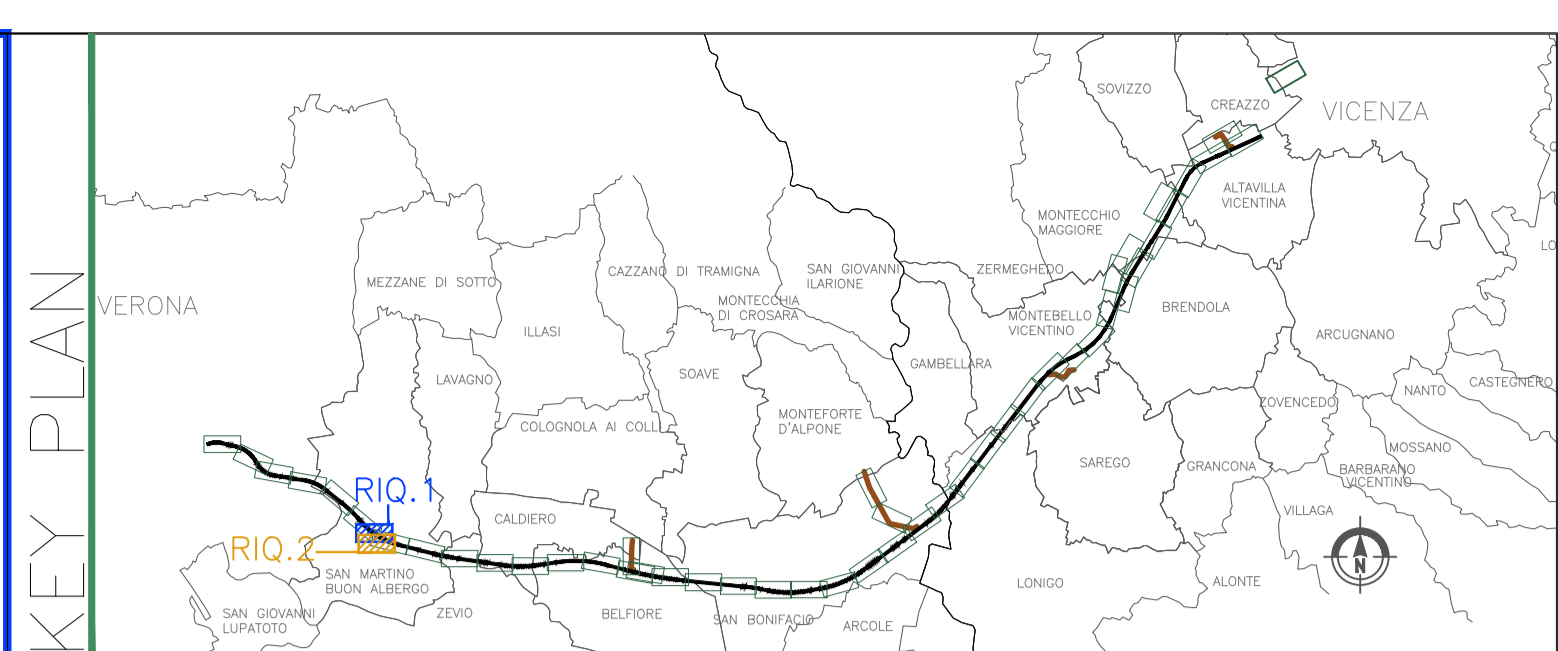 KEY PLAN
SOVIZZO
CREAZZO
VICENZA
ALTAVILLA
VICENTINA
MONTECCHIO
MAGGIORE
LO
MEZZANE DI SOTTO
CAZZANO DI TRAMIGNA
SAN GIOVANNI
ILARIONE
ZERMEGHEDO
VERONA
MONTECCHIA
DI CROSARA
BRENDOLA
ILLASI
MONTEBELLO
VICENTINO
ARCUGNANO
LAVAGNO
SOAVE
GAMBELLARA
NANTO
CASTEGNERO
ZOVENCEDO
MONTEFORTE
D'ALPONE
COLOGNOLA AI COLLI
MOSSANO
SAREGO
GRANCONA
BARBARANO
VICENTINO
RIQ.1
VILLAGA
CALDIERO
RIQ.2
N
SAN MARTINO
BUON ALBERGO
LONIGO
ALONTE
SAN GIOVANNI
LUPATOTO
ZEVIO
BELFIORE
SAN BONIFACIO
ARCOLE